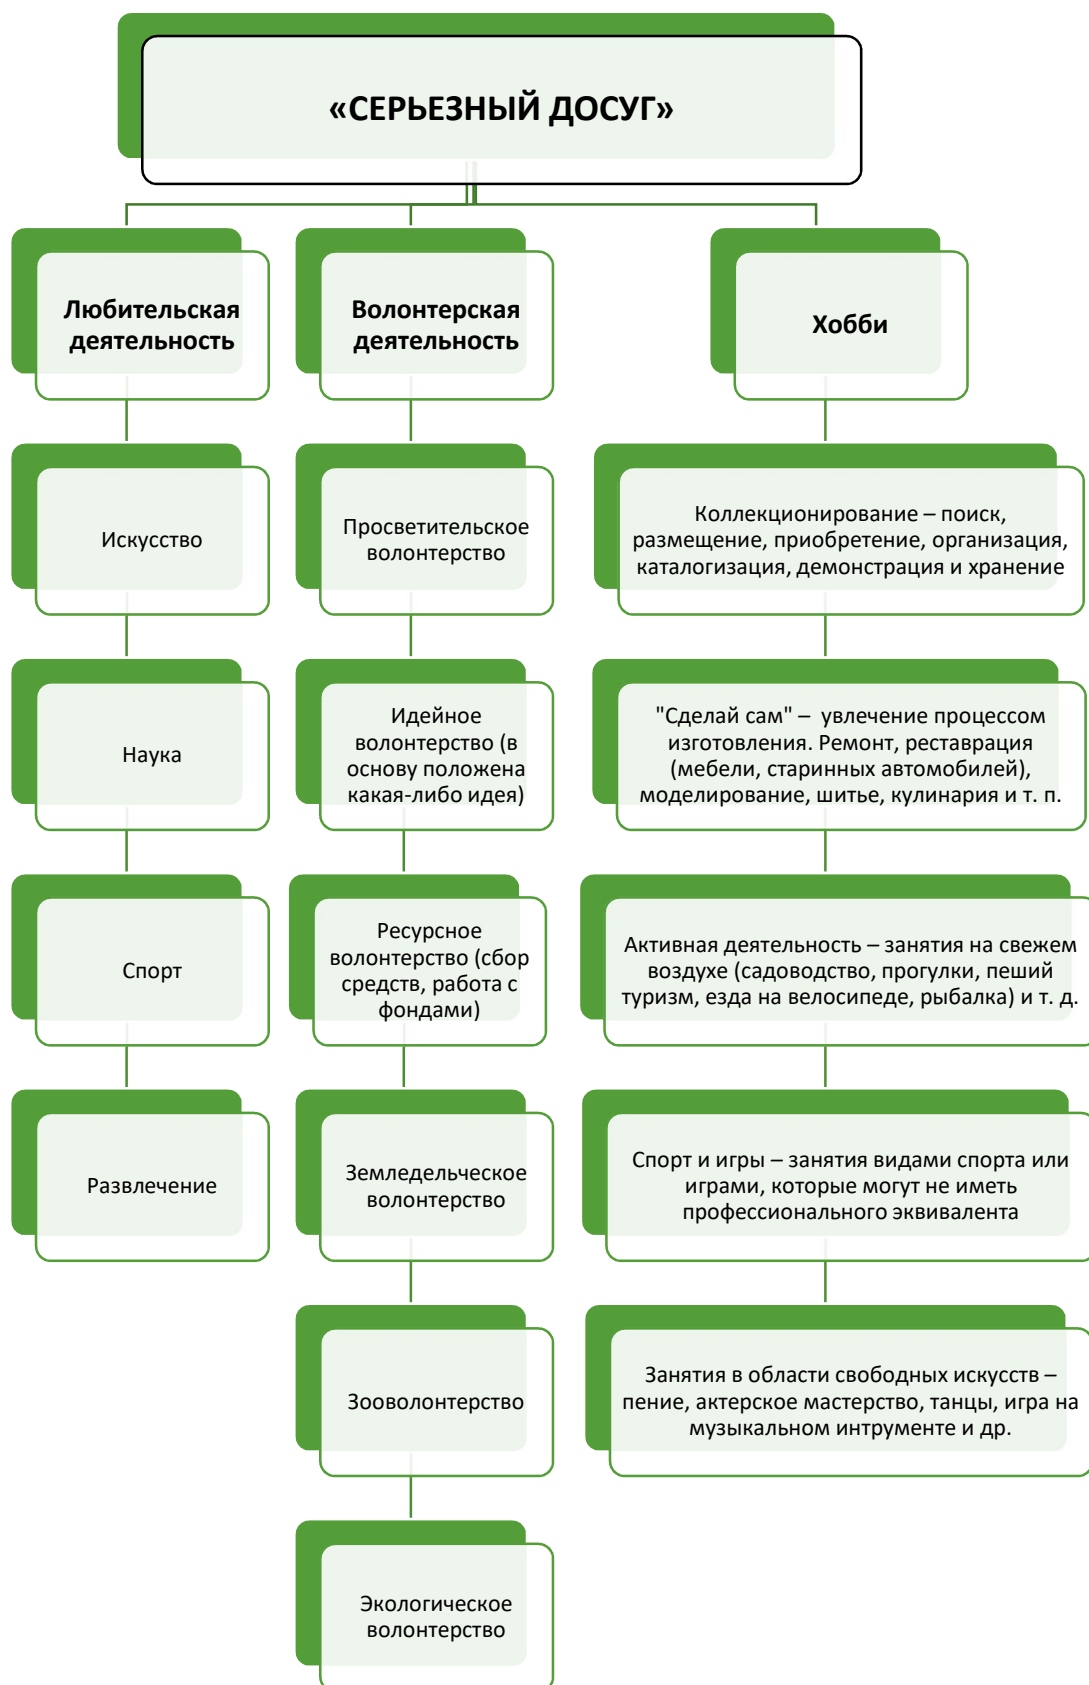 «СЕРЬЕЗНЫЙ ДОСУГ»
Любительская
деятельность
Искусство
Наука
Спорт
Развлечение
Волонтерская
деятельность
Просветительское
волонтерство
Идейное
волонтерство (в
основу положена
какая-либо идея)
Ресурсное
волонтерство (сбор
средств, работа с
фондами)
Земледельческое
волонтерство
Зооволонтерство
Экологическое
волонтерство
Хобби
Коллекционирование – поиск,
размещение, приобретение, организация,
каталогизация, демонстрация и хранение
"Сделай сам" – увлечение процессом
изготовления. Ремонт, реставрация
(мебели, старинных автомобилей),
моделирование, шитье, кулинария и т. п.
Активная деятельность – занятия на свежем
воздухе (садоводство, прогулки, пеший
туризм, езда на велосипеде, рыбалка) и т. д.
Спорт и игры – занятия видами спорта или
играми, которые могут не иметь
профессионального эквивалента
Занятия в области свободных искусств –
пение, актерское мастерство, танцы, игра на
музыкальном интрументе и др.